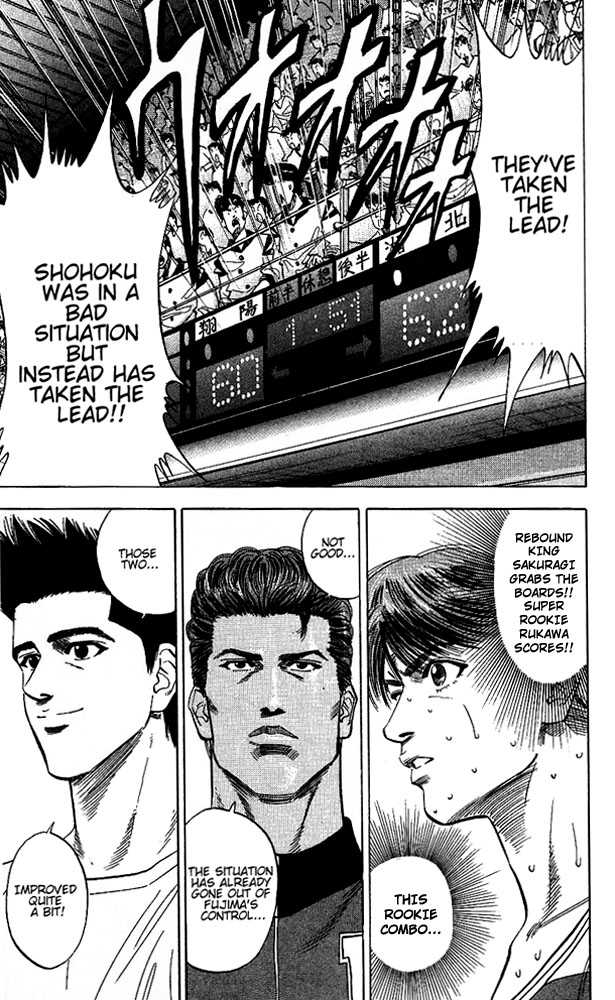 ウオオオオ
THEY'VE
TAKEN
THE
LEAD!
SHOHOKU
WAS IN A
BAD
SITUATION
BUT
INSTEAD HAS
TAKEN THE
LEAD!!
翔 陽 前半 休憩 後半 湘 北
60 1:51 62
REBOUND
KING
SAKURAGI
GRABS THE
BOARDS!!
SUPER
ROOKIE
RUKAWA
SCORES!!
THIS
ROOKIE
COMBO...
NOT
GOOD...
THE SITUATION
HAS ALREADY
GONE OUT OF
FUJIMA'S
CONTROL...
THOSE
TWO...
IMPROVED
QUITE
A BIT!